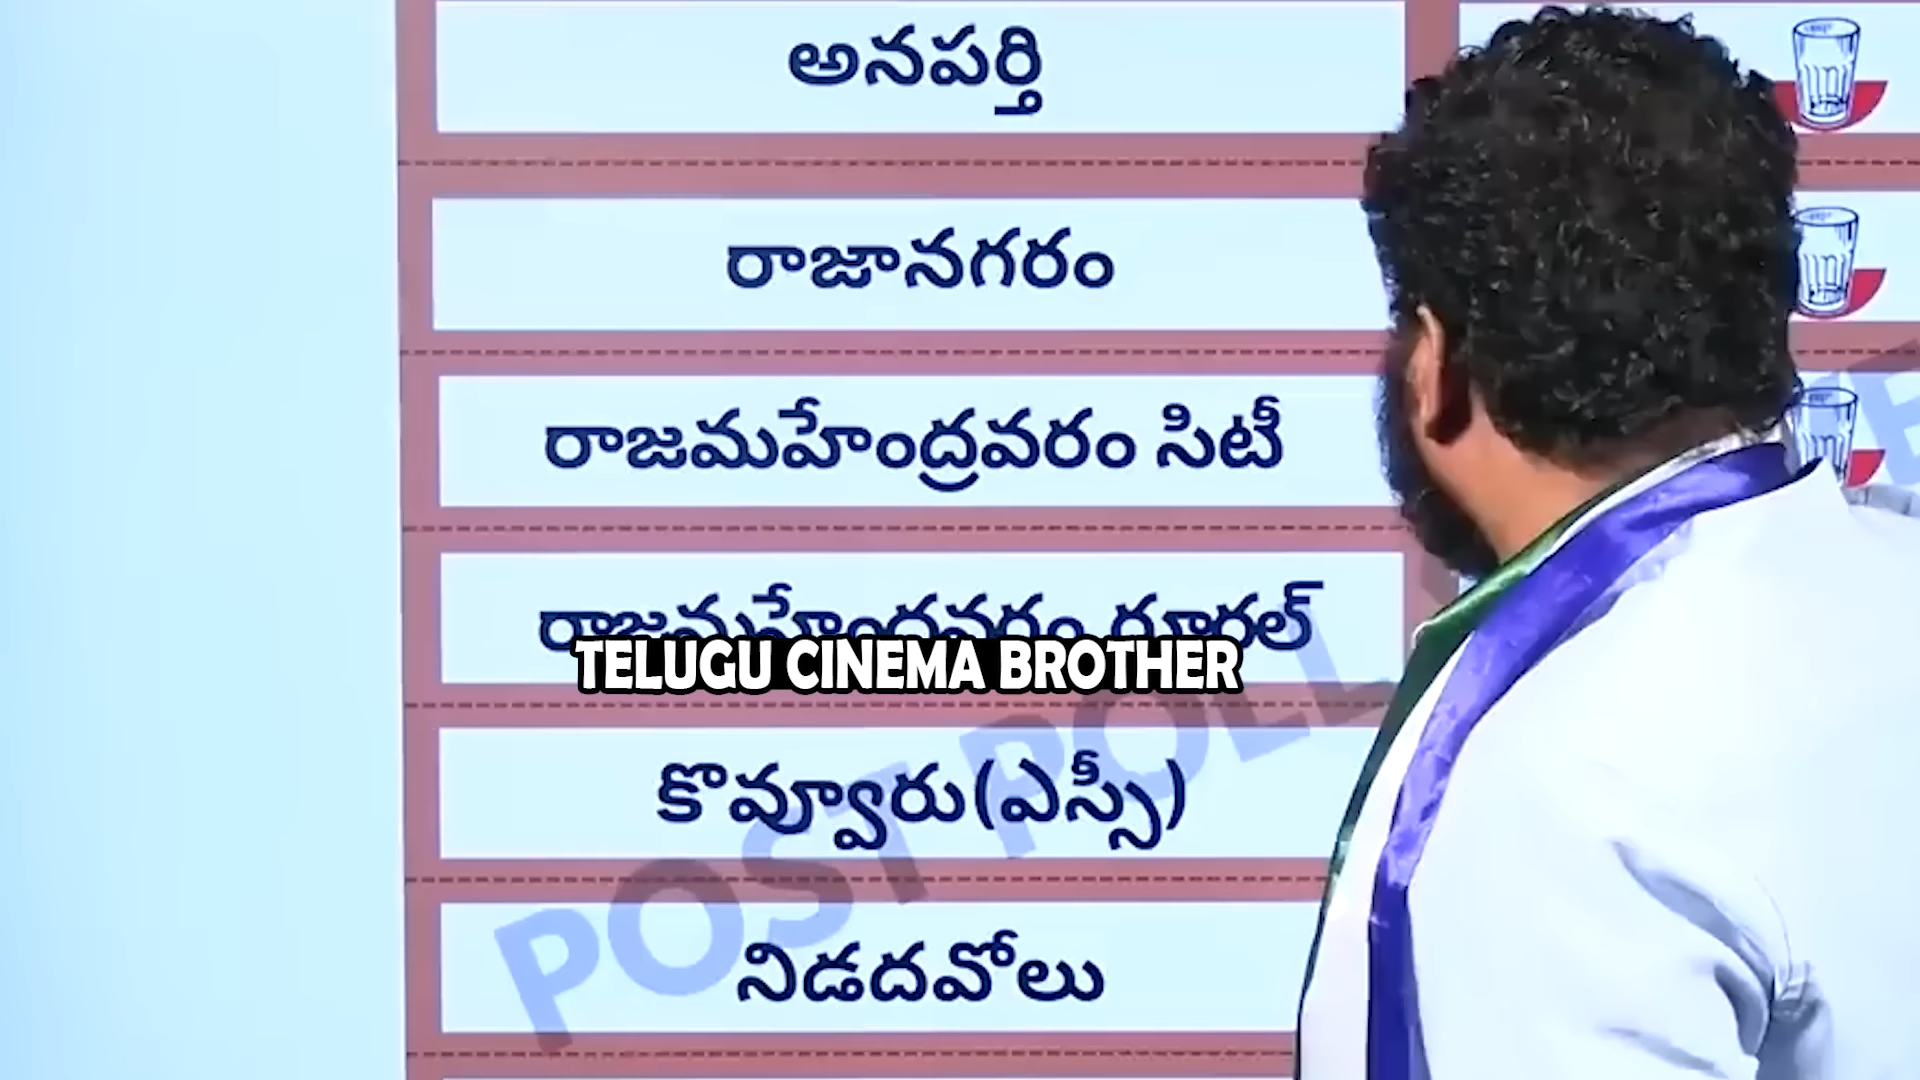 అనపర్తి
రాజానగరం
రాజమహేంద్రవరం సిటీ
రాజమహేంద్రవరం రూరల్
TELUGU CINEMA BROTHER
కొవ్వూరు(ఎస్సీ)
నిడదవోలు
POST POLL